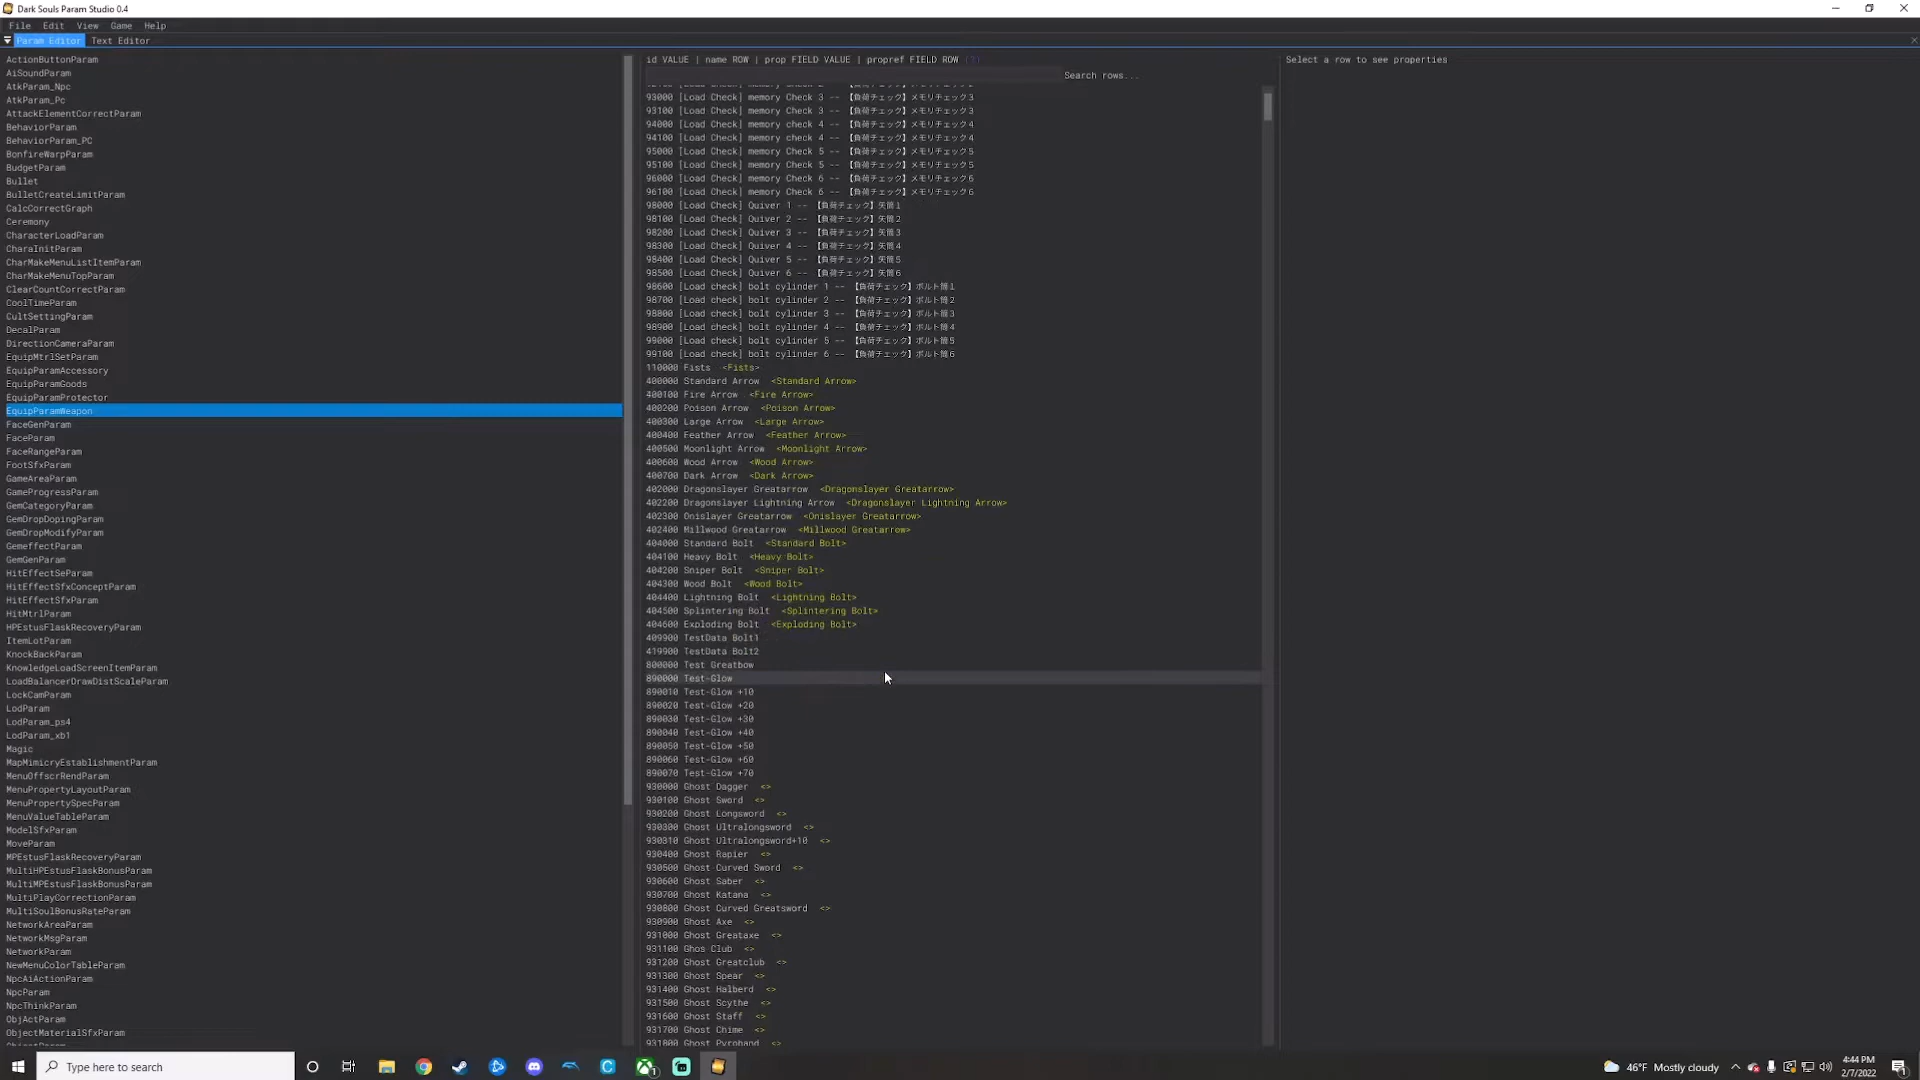 Dark Souls Param Studio 0.4
File Edit View Game Help
Param Editor Text Editor
ActionButtonParam
AiSoundParam
AtkParam_Npc
AtkParam_Pc
AttackElementCorrectParam
BehaviorParam
BehaviorParam_PC
BonfireWarpParam
BudgetParam
Bullet
BulletCreateLimitParam
CalcCorrectGraph
Ceremony
CharacterLoadParam
CharaInitParam
CharMakeMenuListItemParam
CharMakeMenuTopParam
ClearCountCorrectParam
CoolTimeParam
CultSettingParam
DecalParam
DirectionCameraParam
EquipMtrlSetParam
EquipParamAccessory
EquipParamGoods
EquipParamProtector
EquipParamWeapon
FaceGenParam
FaceParam
FaceRangeParam
FootSfxParam
GameAreaParam
GameProgressParam
GemCategoryParam
GemDropDopingParam
GemDropModifyParam
GemeffectParam
GemGenParam
HitEffectSeParam
HitEffectSfxConceptParam
HitEffectSfxParam
HitMtrlParam
HPEstusFlaskRecoveryParam
ItemLotParam
KnockBackParam
KnowledgeLoadScreenItemParam
LoadBalancerDrawDistScaleParam
LockCamParam
LodParam
LodParam_ps4
LodParam_xb1
Magic
MapMimicryEstablishmentParam
MenuOffscrRendParam
MenuPropertyLayoutParam
MenuPropertySpecParam
MenuValueTableParam
ModelSfxParam
MoveParam
MPEstusFlaskRecoveryParam
MultiHPEstusFlaskBonusParam
MultiMPEstusFlaskBonusParam
MultiPlayCorrectionParam
MultiSoulBonusRateParam
NetworkAreaParam
NetworkMsgParam
NetworkParam
NewMenuColorTableParam
NpcAiActionParam
NpcParam
NpcThinkParam
ObjActParam
ObjectMaterialSfxParam
id VALUE | name ROW | prop FIELD VALUE | propref FIELD ROW
Search rows...
93000 [Load Check] memory Check 3 -- 【負荷チェック】メモリチェック3
93100 [Load Check] memory Check 3 -- 【負荷チェック】メモリチェック3
94000 [Load Check] memory check 4 -- 【負荷チェック】メモリチェック4
94100 [Load Check] memory check 4 -- 【負荷チェック】メモリチェック4
95000 [Load Check] memory Check 5 -- 【負荷チェック】メモリチェック5
95100 [Load Check] memory Check 5 -- 【負荷チェック】メモリチェック5
96000 [Load Check] memory Check 6 -- 【負荷チェック】メモリチェック6
96100 [Load Check] memory Check 6 -- 【負荷チェック】メモリチェック6
98000 [Load Check] Quiver 1 -- 【負荷チェック】矢筒1
98100 [Load Check] Quiver 2 -- 【負荷チェック】矢筒2
98200 [Load Check] Quiver 3 -- 【負荷チェック】矢筒3
98300 [Load Check] Quiver 4 -- 【負荷チェック】矢筒4
98400 [Load Check] Quiver 5 -- 【負荷チェック】矢筒5
98500 [Load Check] Quiver 6 -- 【負荷チェック】矢筒6
98600 [Load check] bolt cylinder 1 -- 【負荷チェック】ボルト筒1
98700 [Load check] bolt cylinder 2 -- 【負荷チェック】ボルト筒2
98800 [Load check] bolt cylinder 3 -- 【負荷チェック】ボルト筒3
98900 [Load check] bolt cylinder 4 -- 【負荷チェック】ボルト筒4
99000 [Load check] bolt cylinder 5 -- 【負荷チェック】ボルト筒5
99100 [Load check] bolt cylinder 6 -- 【負荷チェック】ボルト筒6
110000 Fists <Fists>
400000 Standard Arrow <Standard Arrow>
400100 Fire Arrow <Fire Arrow>
400200 Poison Arrow <Poison Arrow>
400300 Large Arrow <Large Arrow>
400400 Feather Arrow <Feather Arrow>
400500 Moonlight Arrow <Moonlight Arrow>
400600 Wood Arrow <Wood Arrow>
400700 Dark Arrow <Dark Arrow>
402000 Dragonslayer Greatarrow <Dragonslayer Greatarrow>
402200 Dragonslayer Lightning Arrow <Dragonslayer Lightning Arrow>
402300 Onislayer Greatarrow <Onislayer Greatarrow>
402400 Millwood Greatarrow <Millwood Greatarrow>
404000 Standard Bolt <Standard Bolt>
404100 Heavy Bolt <Heavy Bolt>
404200 Sniper Bolt <Sniper Bolt>
404300 Wood Bolt <Wood Bolt>
404400 Lightning Bolt <Lightning Bolt>
404500 Splintering Bolt <Splintering Bolt>
404600 Exploding Bolt <Exploding Bolt>
409900 TestData Bolt1
419900 TestData Bolt2
800000 Test Greatbow
890000 Test-Glow
890010 Test-Glow +10
890020 Test-Glow +20
890030 Test-Glow +30
890040 Test-Glow +40
890050 Test-Glow +50
890060 Test-Glow +60
890070 Test-Glow +70
930000 Ghost Dagger <>
930100 Ghost Sword <>
930200 Ghost Longsword <>
930300 Ghost Ultralongsword <>
930310 Ghost Ultralongsword+10 <>
930400 Ghost Rapier <>
930500 Ghost Curved Sword <>
930600 Ghost Saber <>
930700 Ghost Katana <>
930800 Ghost Curved Greatsword <>
930900 Ghost Axe <>
931000 Ghost Greataxe <>
931100 Ghos Club <>
931200 Ghost Greatclub <>
931300 Ghost Spear <>
931400 Ghost Halberd <>
931500 Ghost Scythe <>
931600 Ghost Staff <>
931700 Ghost Chime <>
931800 Ghost Pyrohand <>
Select a row to see properties
Type here to search
46°F Mostly cloudy
4:44 PM
2/7/2022